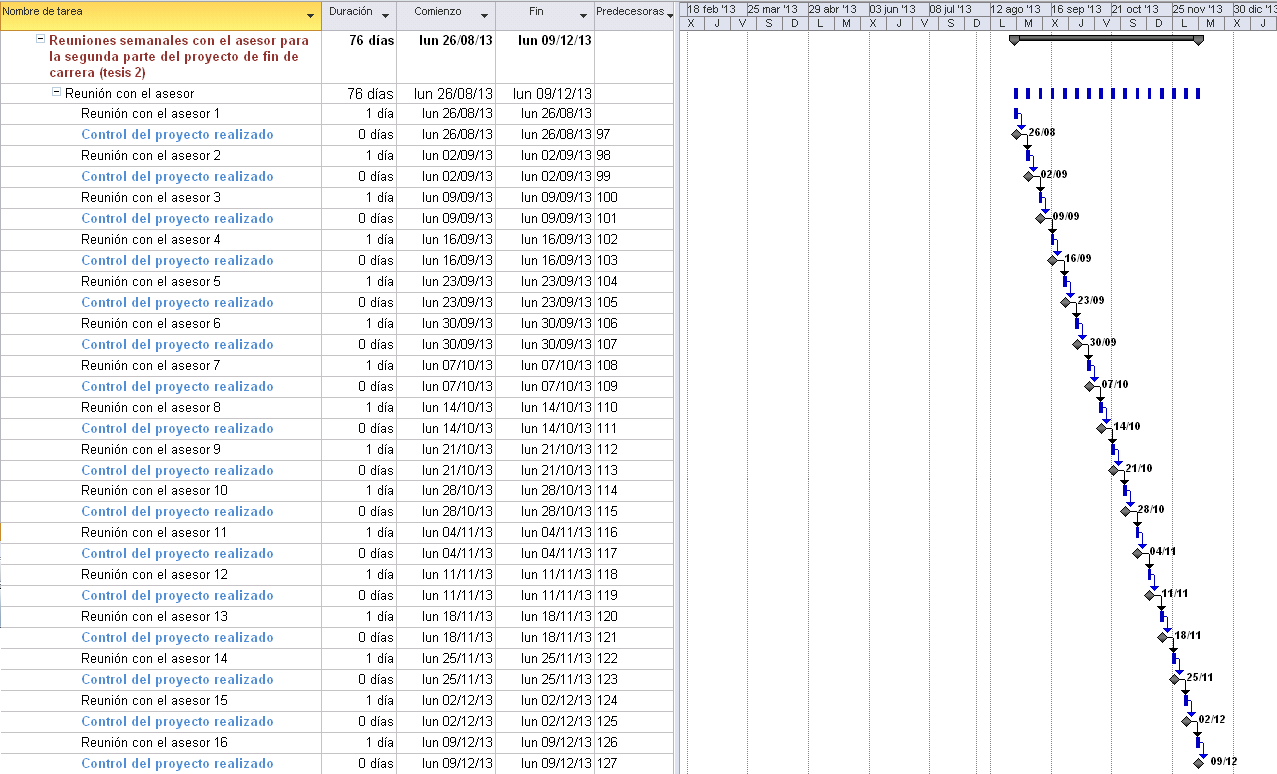 Nombre de tarea Duración Comienzo Fin Predecesoras 18 feb '13 25 mar '13 29 abr '13 03 jun '13 08 jul '13 12 ago '13 16 sep '13 21 oct '13 25 nov '13 30 dic '13
X J V S D L M X J V S D L M X J V S D L M X J
Reuniones semanales con el asesor para la segunda parte del proyecto de fin de carrera (tesis 2) 76 días lun 26/08/13 lun 09/12/13
Reunión con el asesor 76 días lun 26/08/13 lun 09/12/13
Reunión con el asesor 1 1 día lun 26/08/13 lun 26/08/13
Control del proyecto realizado 0 días lun 26/08/13 lun 26/08/13 97 26/08
Reunión con el asesor 2 1 día lun 02/09/13 lun 02/09/13 98
Control del proyecto realizado 0 días lun 02/09/13 lun 02/09/13 99 02/09
Reunión con el asesor 3 1 día lun 09/09/13 lun 09/09/13 100
Control del proyecto realizado 0 días lun 09/09/13 lun 09/09/13 101 09/09
Reunión con el asesor 4 1 día lun 16/09/13 lun 16/09/13 102
Control del proyecto realizado 0 días lun 16/09/13 lun 16/09/13 103 16/09
Reunión con el asesor 5 1 día lun 23/09/13 lun 23/09/13 104
Control del proyecto realizado 0 días lun 23/09/13 lun 23/09/13 105 23/09
Reunión con el asesor 6 1 día lun 30/09/13 lun 30/09/13 106
Control del proyecto realizado 0 días lun 30/09/13 lun 30/09/13 107 30/09
Reunión con el asesor 7 1 día lun 07/10/13 lun 07/10/13 108
Control del proyecto realizado 0 días lun 07/10/13 lun 07/10/13 109 07/10
Reunión con el asesor 8 1 día lun 14/10/13 lun 14/10/13 110
Control del proyecto realizado 0 días lun 14/10/13 lun 14/10/13 111 14/10
Reunión con el asesor 9 1 día lun 21/10/13 lun 21/10/13 112
Control del proyecto realizado 0 días lun 21/10/13 lun 21/10/13 113 21/10
Reunión con el asesor 10 1 día lun 28/10/13 lun 28/10/13 114
Control del proyecto realizado 0 días lun 28/10/13 lun 28/10/13 115 28/10
Reunión con el asesor 11 1 día lun 04/11/13 lun 04/11/13 116
Control del proyecto realizado 0 días lun 04/11/13 lun 04/11/13 117 04/11
Reunión con el asesor 12 1 día lun 11/11/13 lun 11/11/13 118
Control del proyecto realizado 0 días lun 11/11/13 lun 11/11/13 119 11/11
Reunión con el asesor 13 1 día lun 18/11/13 lun 18/11/13 120
Control del proyecto realizado 0 días lun 18/11/13 lun 18/11/13 121 18/11
Reunión con el asesor 14 1 día lun 25/11/13 lun 25/11/13 122
Control del proyecto realizado 0 días lun 25/11/13 lun 25/11/13 123 25/11
Reunión con el asesor 15 1 día lun 02/12/13 lun 02/12/13 124
Control del proyecto realizado 0 días lun 02/12/13 lun 02/12/13 125 02/12
Reunión con el asesor 16 1 día lun 09/12/13 lun 09/12/13 126
Control del proyecto realizado 0 días lun 09/12/13 lun 09/12/13 127 09/12